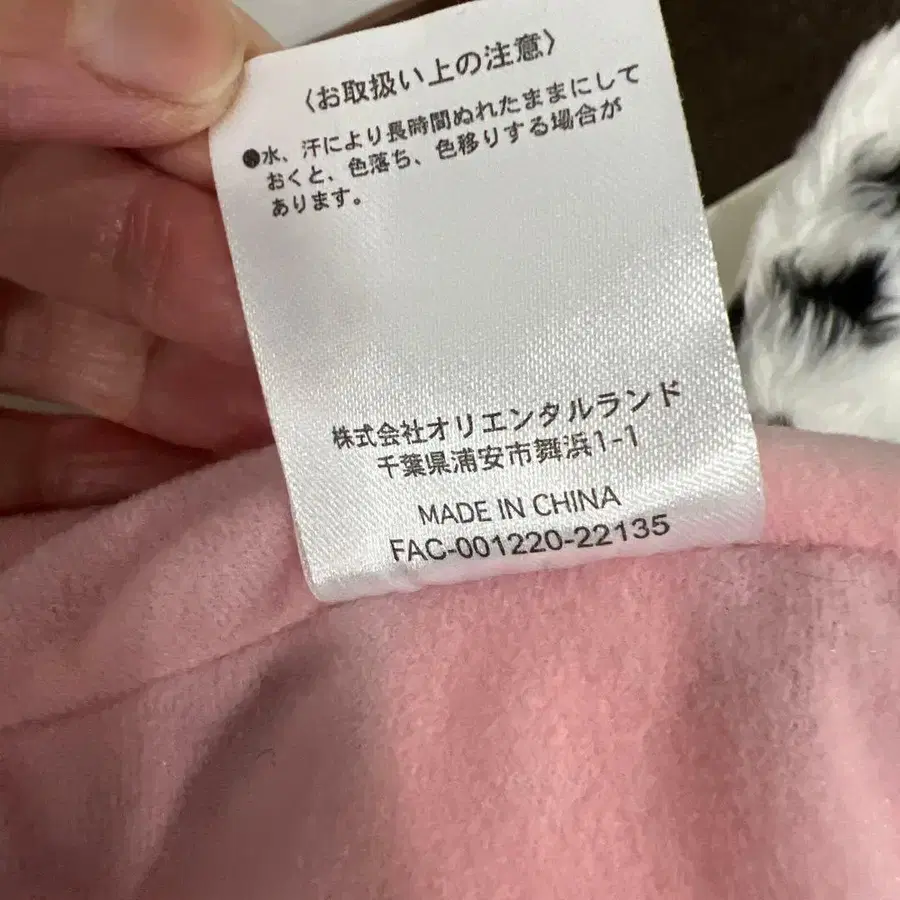 〈お取扱い上の注意〉
●水、汗により長時間ぬれたままにして
おくと、色落ち、色移りする場合が
あります。
株式会社オリエンタルランド
千葉県浦安市舞浜1-1
MADE IN CHINA
FAC-001220-22135